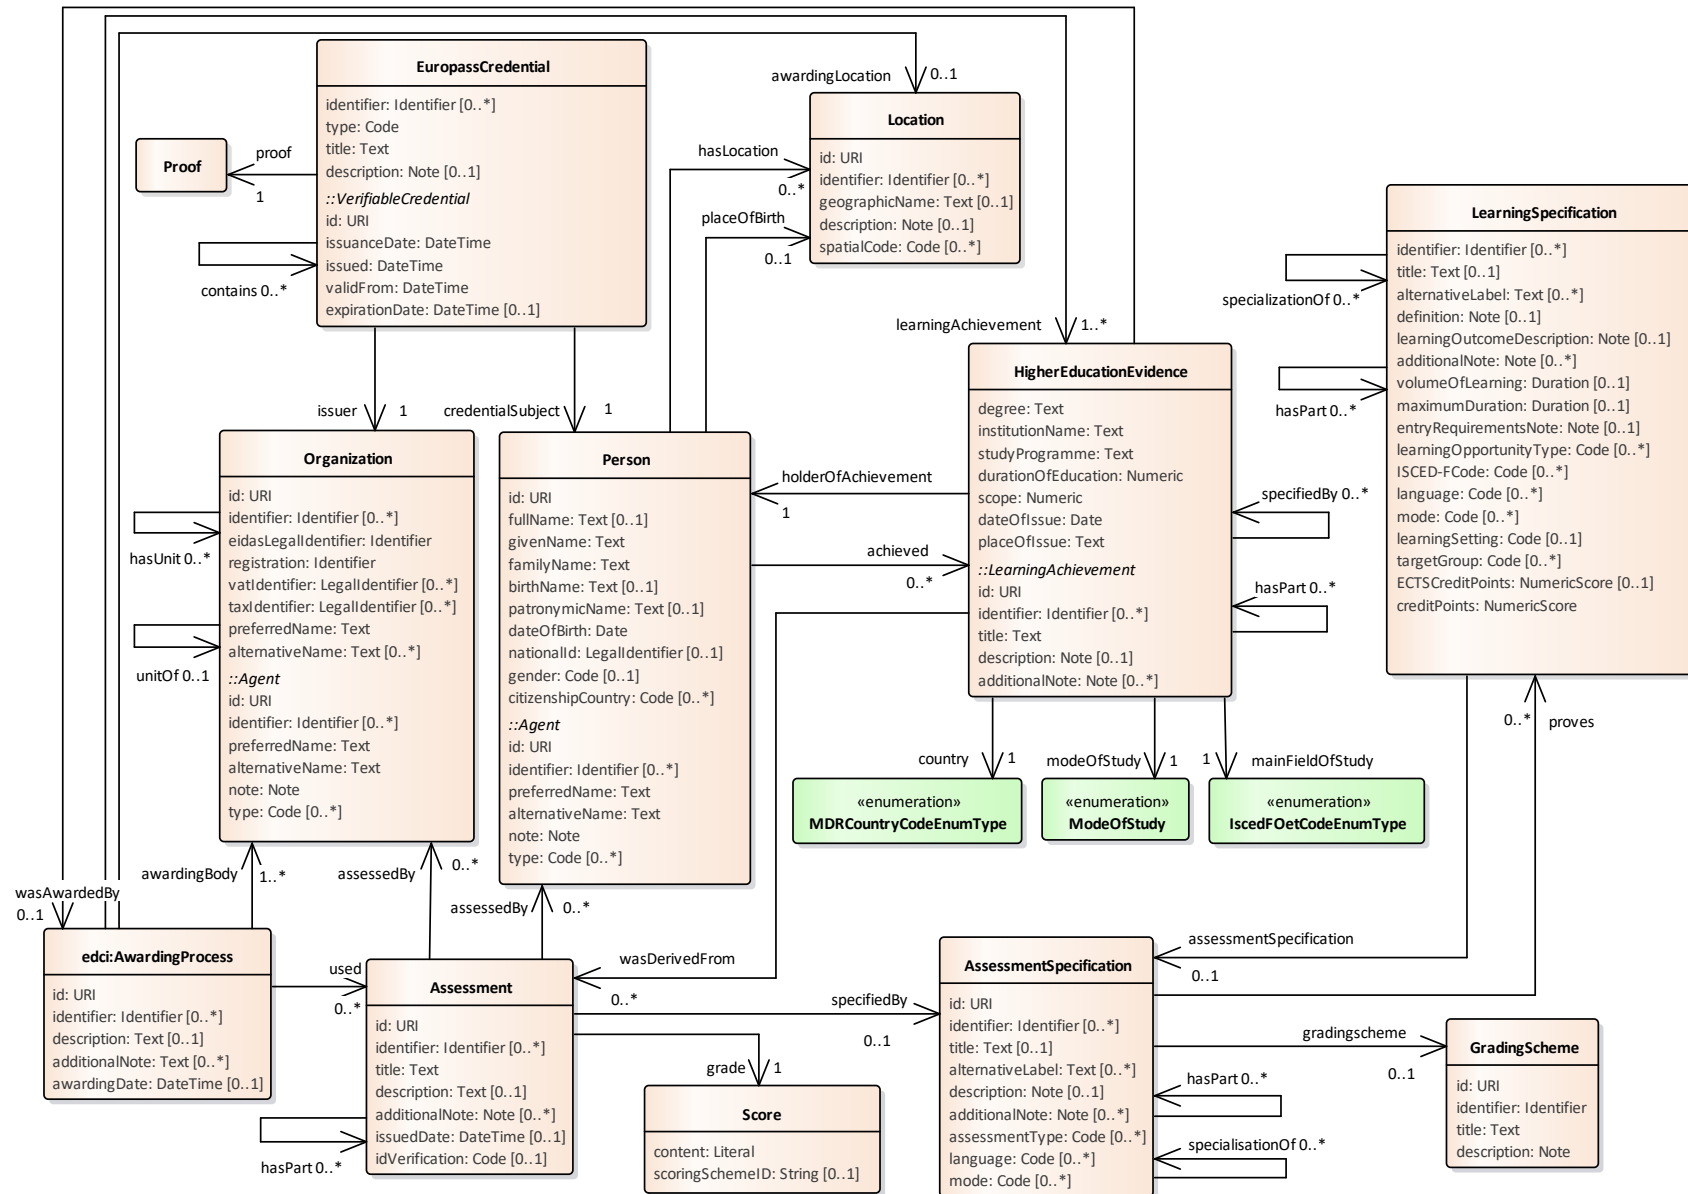 EuropassCredential
identifier: Identifier [0..*]
type: Code
title: Text
description: Note [0..1]
::VerifiableCredential
id: URI
issuanceDate: DateTime
issued: DateTime
validFrom: DateTime
expirationDate: DateTime [0..1]
Proof
proof
1
contains 0..*
issuer
1
credentialSubject
1
awardingLocation
0..1
Location
id: URI
identifier: Identifier [0..*]
geographicName: Text [0..1]
description: Note [0..1]
spatialCode: Code [0..*]
hasLocation
0..*
placeOfBirth
0..1
LearningSpecification
identifier: Identifier [0..*]
title: Text [0..1]
alternativeLabel: Text [0..*]
definition: Note [0..1]
learningOutcomeDescription: Note [0..1]
additionalNote: Note [0..*]
volumeOfLearning: Duration [0..1]
maximumDuration: Duration [0..1]
entryRequirementsNote: Note [0..1]
learningOpportunityType: Code [0..*]
ISCED-FCode: Code [0..*]
language: Code [0..*]
mode: Code [0..*]
learningSetting: Code [0..1]
targetGroup: Code [0..*]
ECTSCreditPoints: NumericScore [0..1]
creditPoints: NumericScore
specializationOf 0..*
hasPart 0..*
learningAchievement
1..*
HigherEducationEvidence
degree: Text
institutionName: Text
studyProgramme: Text
durationOfEducation: Numeric
scope: Numeric
dateOfIssue: Date
placeOfIssue: Text
::LearningAchievement
id: URI
identifier: Identifier [0..*]
title: Text
description: Note [0..1]
additionalNote: Note [0..*]
specifiedBy 0..*
hasPart 0..*
holderOfAchievement
1
achieved
0..*
Organization
id: URI
identifier: Identifier [0..*]
eidasLegalIdentifier: Identifier
registration: Identifier
vatIdentifier: LegalIdentifier [0..*]
taxIdentifier: LegalIdentifier [0..*]
preferredName: Text
alternativeName: Text [0..*]
::Agent
id: URI
identifier: Identifier [0..*]
preferredName: Text
alternativeName: Text
note: Note
type: Code [0..*]
hasUnit 0..*
unitOf 0..1
Person
id: URI
fullName: Text [0..1]
givenName: Text
familyName: Text
birthName: Text [0..1]
patronymicName: Text [0..1]
dateOfBirth: Date
nationalId: LegalIdentifier [0..1]
gender: Code [0..1]
citizenshipCountry: Code [0..*]
::Agent
id: URI
identifier: Identifier [0..*]
preferredName: Text
alternativeName: Text
note: Note
type: Code [0..*]
country
1
modeOfStudy
1
1
mainFieldOfStudy
«enumeration»
MDRCountryCodeEnumType
«enumeration»
ModeOfStudy
«enumeration»
IscedFOetCodeEnumType
0..*
proves
awardingBody
1..*
assessedBy
0..*
assessedBy
0..*
wasAwardedBy
0..1
edci:AwardingProcess
id: URI
identifier: Identifier [0..*]
description: Text [0..1]
additionalNote: Text [0..*]
awardingDate: DateTime [0..1]
used
0..*
Assessment
id: URI
identifier: Identifier [0..*]
title: Text
description: Text [0..1]
additionalNote: Note [0..*]
issuedDate: DateTime [0..1]
idVerification: Code [0..1]
hasPart 0..*
wasDerivedFrom
0..*
specifiedBy
0..1
grade
1
Score
content: Literal
scoringSchemeID: String [0..1]
assessmentSpecification
0..1
AssessmentSpecification
id: URI
identifier: Identifier [0..*]
title: Text [0..1]
alternativeLabel: Text [0..*]
description: Note [0..1]
additionalNote: Note [0..*]
assessmentType: Code [0..*]
language: Code [0..*]
mode: Code [0..*]
hasPart 0..*
specialisationOf 0..*
gradingscheme
0..1
GradingScheme
id: URI
identifier: Identifier
title: Text
description: Note